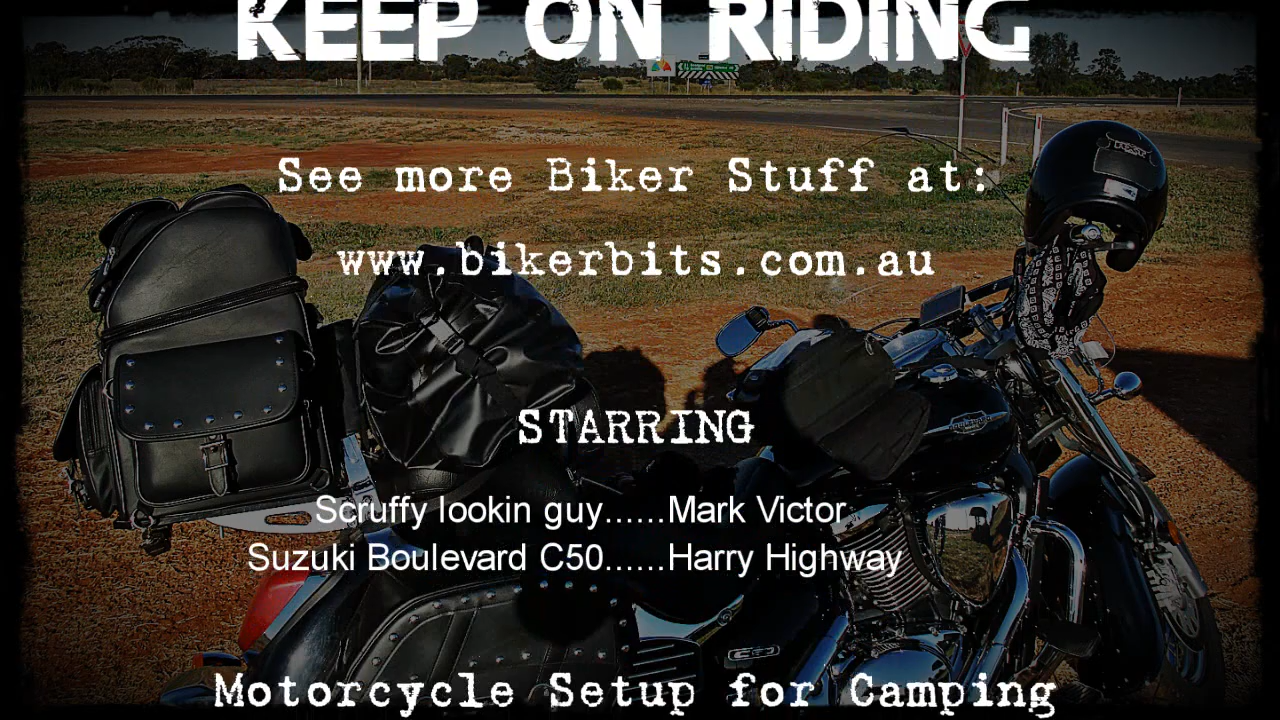 KEEP ON RIDING
See more Biker Stuff at:
www.bikerbits.com.au
STARRING
Scruffy lookin guy......Mark Victor
Suzuki Boulevard C50......Harry Highway
Motorcycle Setup for Camping